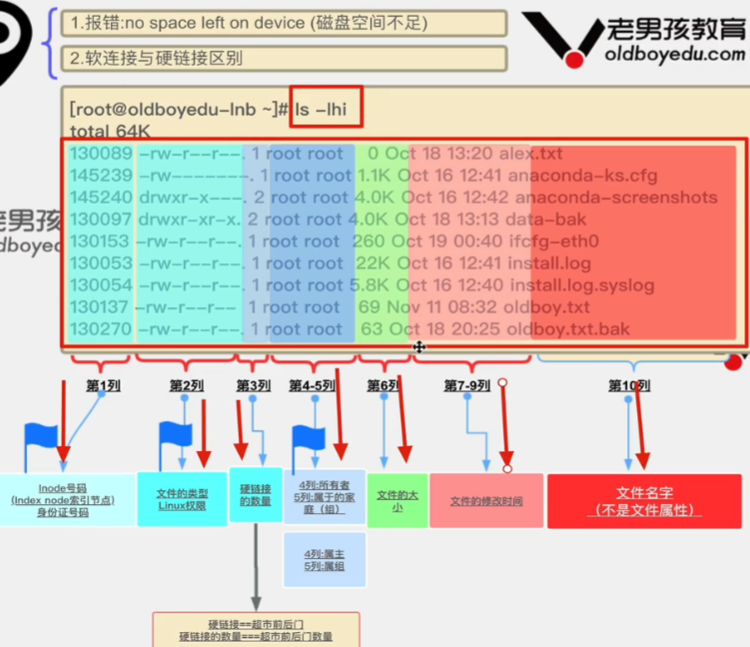 1.报错:no space left on device (磁盘空间不足)
2.软连接与硬链接区别
老男孩教育
oldboyedu.com
[root@oldboyedu-lnb ~]# ls -lhi
total 64K
130089 -rw-r--r--. 1 root root 0 Oct 18 13:20 alex.txt
145239 -rw-------. 1 root root 1.1K Oct 16 12:41 anaconda-ks.cfg
145240 drwxr-x---. 2 root root 4.0K Oct 16 12:42 anaconda-screenshots
130097 drwxr-xr-x. 2 root root 4.0K Oct 18 13:13 data-bak
130153 -rw-r--r--. 1 root root 260 Oct 19 00:40 ifcfg-eth0
130053 -rw-r--r--. 1 root root 22K Oct 16 12:41 install.log
130054 -rw-r--r--. 1 root root 5.8K Oct 16 12:40 install.log.syslog
130137 -rw-r--r-- 1 root root 69 Nov 11 08:32 oldboy.txt
130270 -rw-r--r--. 1 root root 63 Oct 18 20:25 oldboy.txt.bak
老男孩
dboyed
第1列 第2列 第3列 第4-5列 第6列 第7-9列 第10列
Inode号码
(Index node索引节点)
身份证号码
文件的类型
Linux权限
硬链接
的数量
4列:所有者
5列:属于的家
庭（组）
文件的大
小
文件的修改时间
文件名字
（不是文件属性）
4列:属主
5列:属组
硬链接==超市前后门
硬链接的数量===超市前后门数量